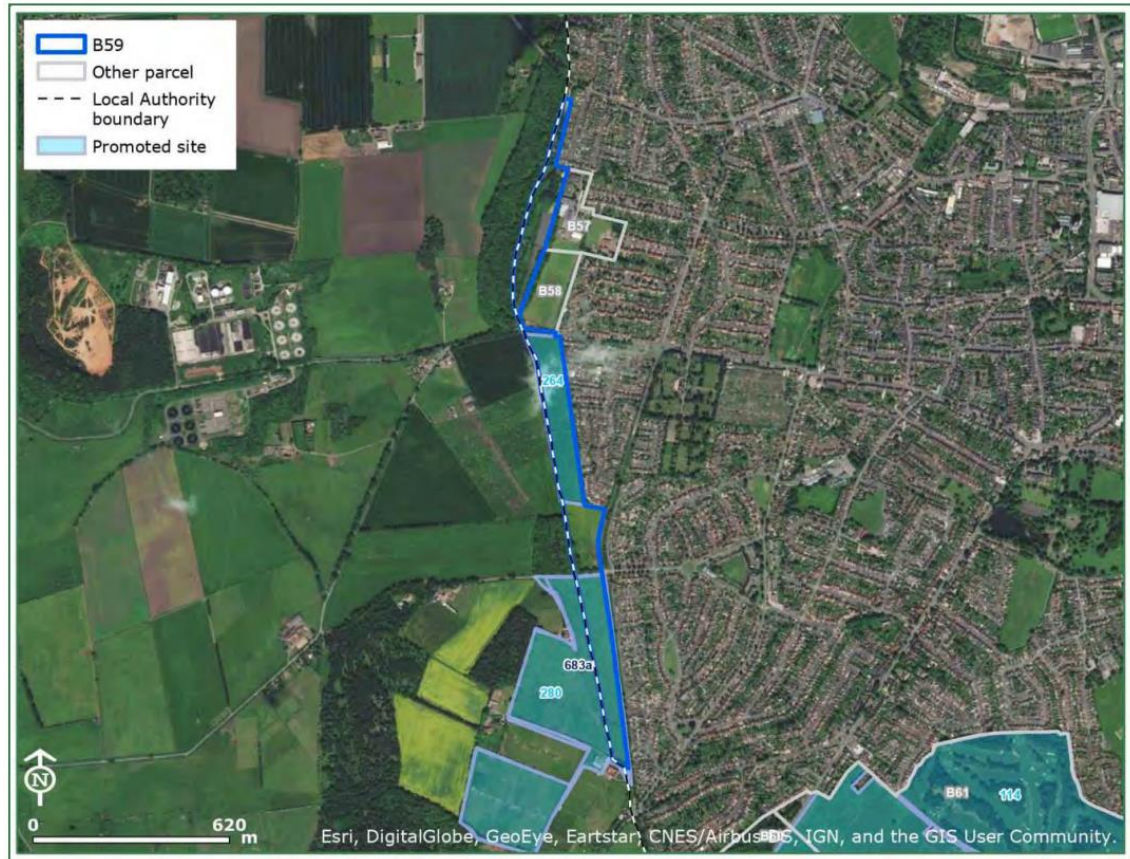 B59
Other parcel
Local Authority
boundary
Promoted site
B57
B58
264
683a
280
B61
114
N
0 620
m
Esri, DigitalGlobe, GeoEye, Eartstar, CNES/Airbus DS, IGN, and the GIS User Community.